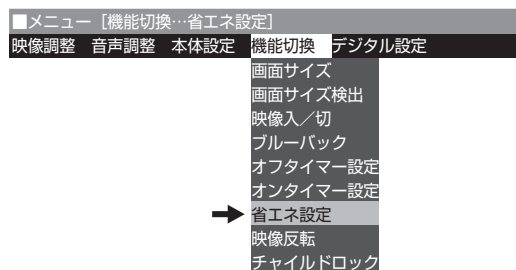 ■メニュー［機能切換…省エネ設定］
映像調整 音声調整 本体設定 機能切換 デジタル設定
画面サイズ
画面サイズ検出
映像入／切
ブルーバック
オフタイマー設定
オンタイマー設定
省エネ設定
映像反転
チャイルドロック